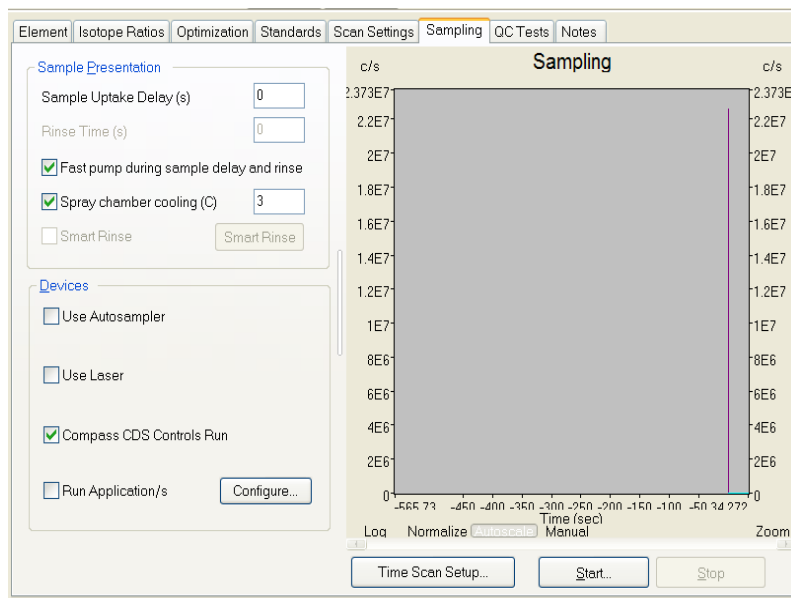 Element Isotope Ratios Optimization Standards Scan Settings Sampling QC Tests Notes
Sample Presentation
Sample Uptake Delay (s) 0
Rinse Time (s) 0
Fast pump during sample delay and rinse
Spray chamber cooling (C) 3
Smart Rinse Smart Rinse
Devices
Use Autosampler
Use Laser
Compass CDS Controls Run
Run Application/s Configure...
Sampling
c/s c/s
2.373E7 2.373E
2.2E7 2.2E7
2E7 2E7
1.8E7 1.8E7
1.6E7 1.6E7
1.4E7 1.4E7
1.2E7 1.2E7
1E7 1E7
8E6 8E6
6E6 6E6
4E6 4E6
2E6 2E6
0 0
-565.73 -450 -400 -350 -300 -250 -200 -150 -100 -50 34.272
Time (sec)
Log Normalize Autoscale Manual Zoom
Time Scan Setup... Start... Stop